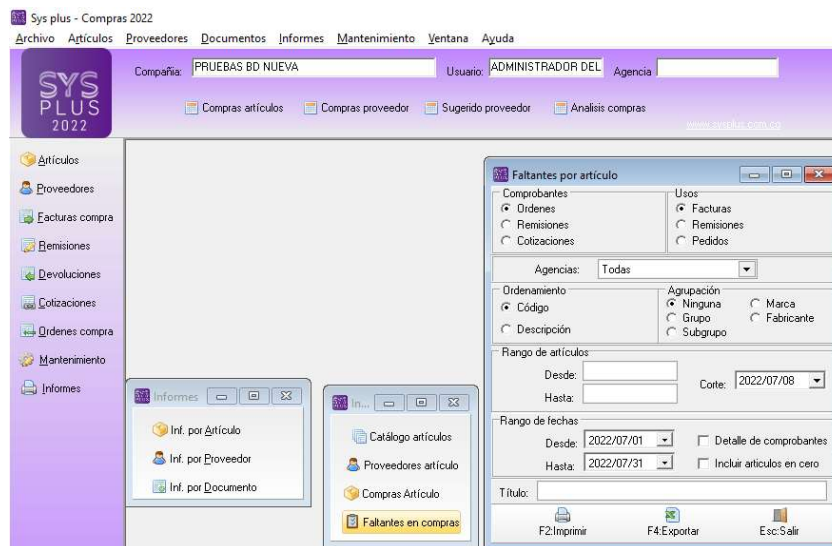 Sys plus - Compras 2022
Archivo Artículos Proveedores Documentos Informes Mantenimiento Ventana Ayuda
SYS
PLUS
2022
Compañia: PRUEBAS BD NUEVA Usuario: ADMINISTRADOR DEL Agencia
Compras artículos Compras proveedor Sugerido proveedor Analisis compras
www.sysplus.com.co
Artículos
Proveedores
Facturas compra
Remisiones
Devoluciones
Cotizaciones
Ordenes compra
Mantenimiento
Informes
Informes
Inf. por Artículo
Inf. por Proveedor
Inf. por Documento
In...
Catálogo artículos
Proveedores artículo
Compras Artículo
Faltantes en compras
Faltantes por artículo
Comprobantes Usos
Ordenes Facturas
Remisiones Remisiones
Cotizaciones Pedidos
Agencias: Todas
Ordenamiento Agrupación
Código Ninguna Marca
Grupo Fabricante
Descripción Subgrupo
Rango de artículos
Desde:
Corte: 2022/07/08
Hasta:
Rango de fechas
Desde: 2022/07/01 Detalle de comprobantes
Hasta: 2022/07/31 Incluir articulos en cero
Título:
F2:Imprimir F4:Exportar Esc:Salir